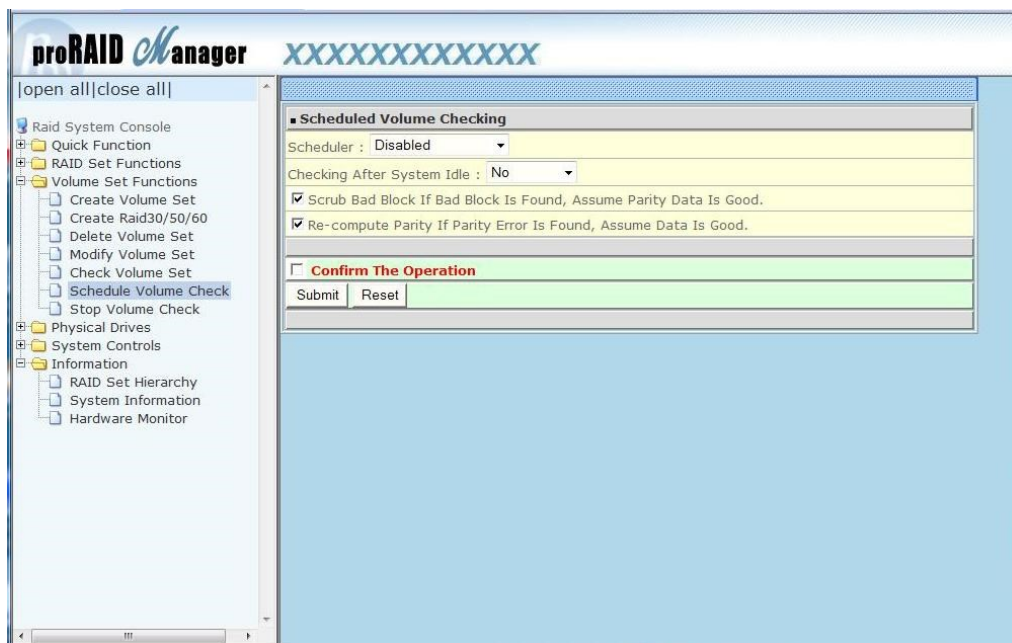 proRAID Manager
XXXXXXXXXXXX
|open all|close all|
Raid System Console
Quick Function
RAID Set Functions
Volume Set Functions
Create Volume Set
Create Raid30/50/60
Delete Volume Set
Modify Volume Set
Check Volume Set
Schedule Volume Check
Stop Volume Check
Physical Drives
System Controls
Information
RAID Set Hierarchy
System Information
Hardware Monitor
Scheduled Volume Checking
Scheduler : Disabled
Checking After System Idle : No
Scrub Bad Block If Bad Block Is Found, Assume Parity Data Is Good.
Re-compute Parity If Parity Error Is Found, Assume Data Is Good.
Confirm The Operation
Submit Reset